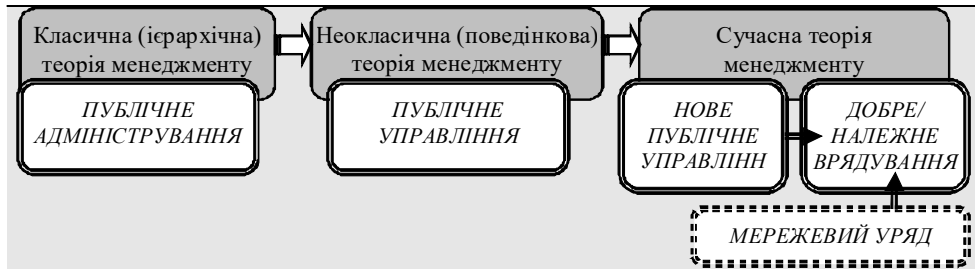 Класична (ієрархічна)
теорія менеджменту
Неокласична (поведінкова)
теорія менеджменту
Сучасна теорія
менеджменту
ПУБЛІЧНЕ
АДМІНІСТРУВАННЯ
ПУБЛІЧНЕ
УПРАВЛІННЯ
НОВЕ
ПУБЛІЧНЕ
УПРАВЛІНН
ДОБРЕ/
НАЛЕЖНЕ
ВРЯДУВАННЯ
МЕРЕЖЕВИЙ УРЯД